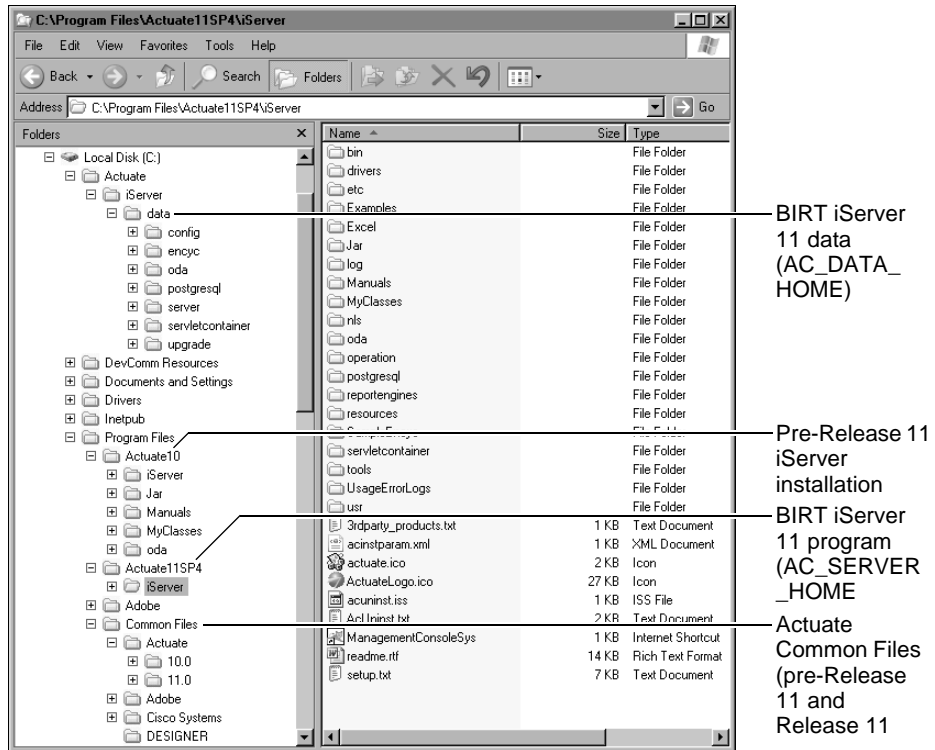 C:\Program Files\Actuate11SP4\iServer
File Edit View Favorites Tools Help
Back Search Folders
Address C:\Program Files\Actuate11SP4\iServer Go
Folders x
Local Disk (C:)
Actuate
iServer
data
config
encyc
oda
postgresql
server
servletcontainer
upgrade
DevComm Resources
Documents and Settings
Drivers
Inetpub
Program Files
Actuate10
iServer
Jar
Manuals
MyClasses
oda
Actuate11SP4
iServer
Adobe
Common Files
Actuate
10.0
11.0
Adobe
Cisco Systems
DESIGNER
Name Size Type
bin File Folder
drivers File Folder
etc File Folder
Examples File Folder
Excel File Folder
Jar File Folder
log File Folder
Manuals File Folder
MyClasses File Folder
nls File Folder
oda File Folder
operation File Folder
postgresql File Folder
reportengines File Folder
resources File Folder
File Folder
servletcontainer File Folder
tools File Folder
UsageErrorLogs File Folder
usr File Folder
3rdparty_products.txt 1 KB Text Document
acinstparam.xml 1 KB XML Document
actuate.ico 2 KB Icon
ActuateLogo.ico 27 KB Icon
acuninst.iss 1 KB ISS File
AcUninst.txt 2 KB Text Document
ManagementConsoleSys 1 KB Internet Shortcut
readme.rtf 14 KB Rich Text Format
setup.txt 7 KB Text Document
BIRT iServer
11 data
(AC_DATA_
HOME)
Pre-Release 11
iServer
installation
BIRT iServer
11 program
(AC_SERVER
_HOME
Actuate
Common Files
(pre-Release
11 and
Release 11